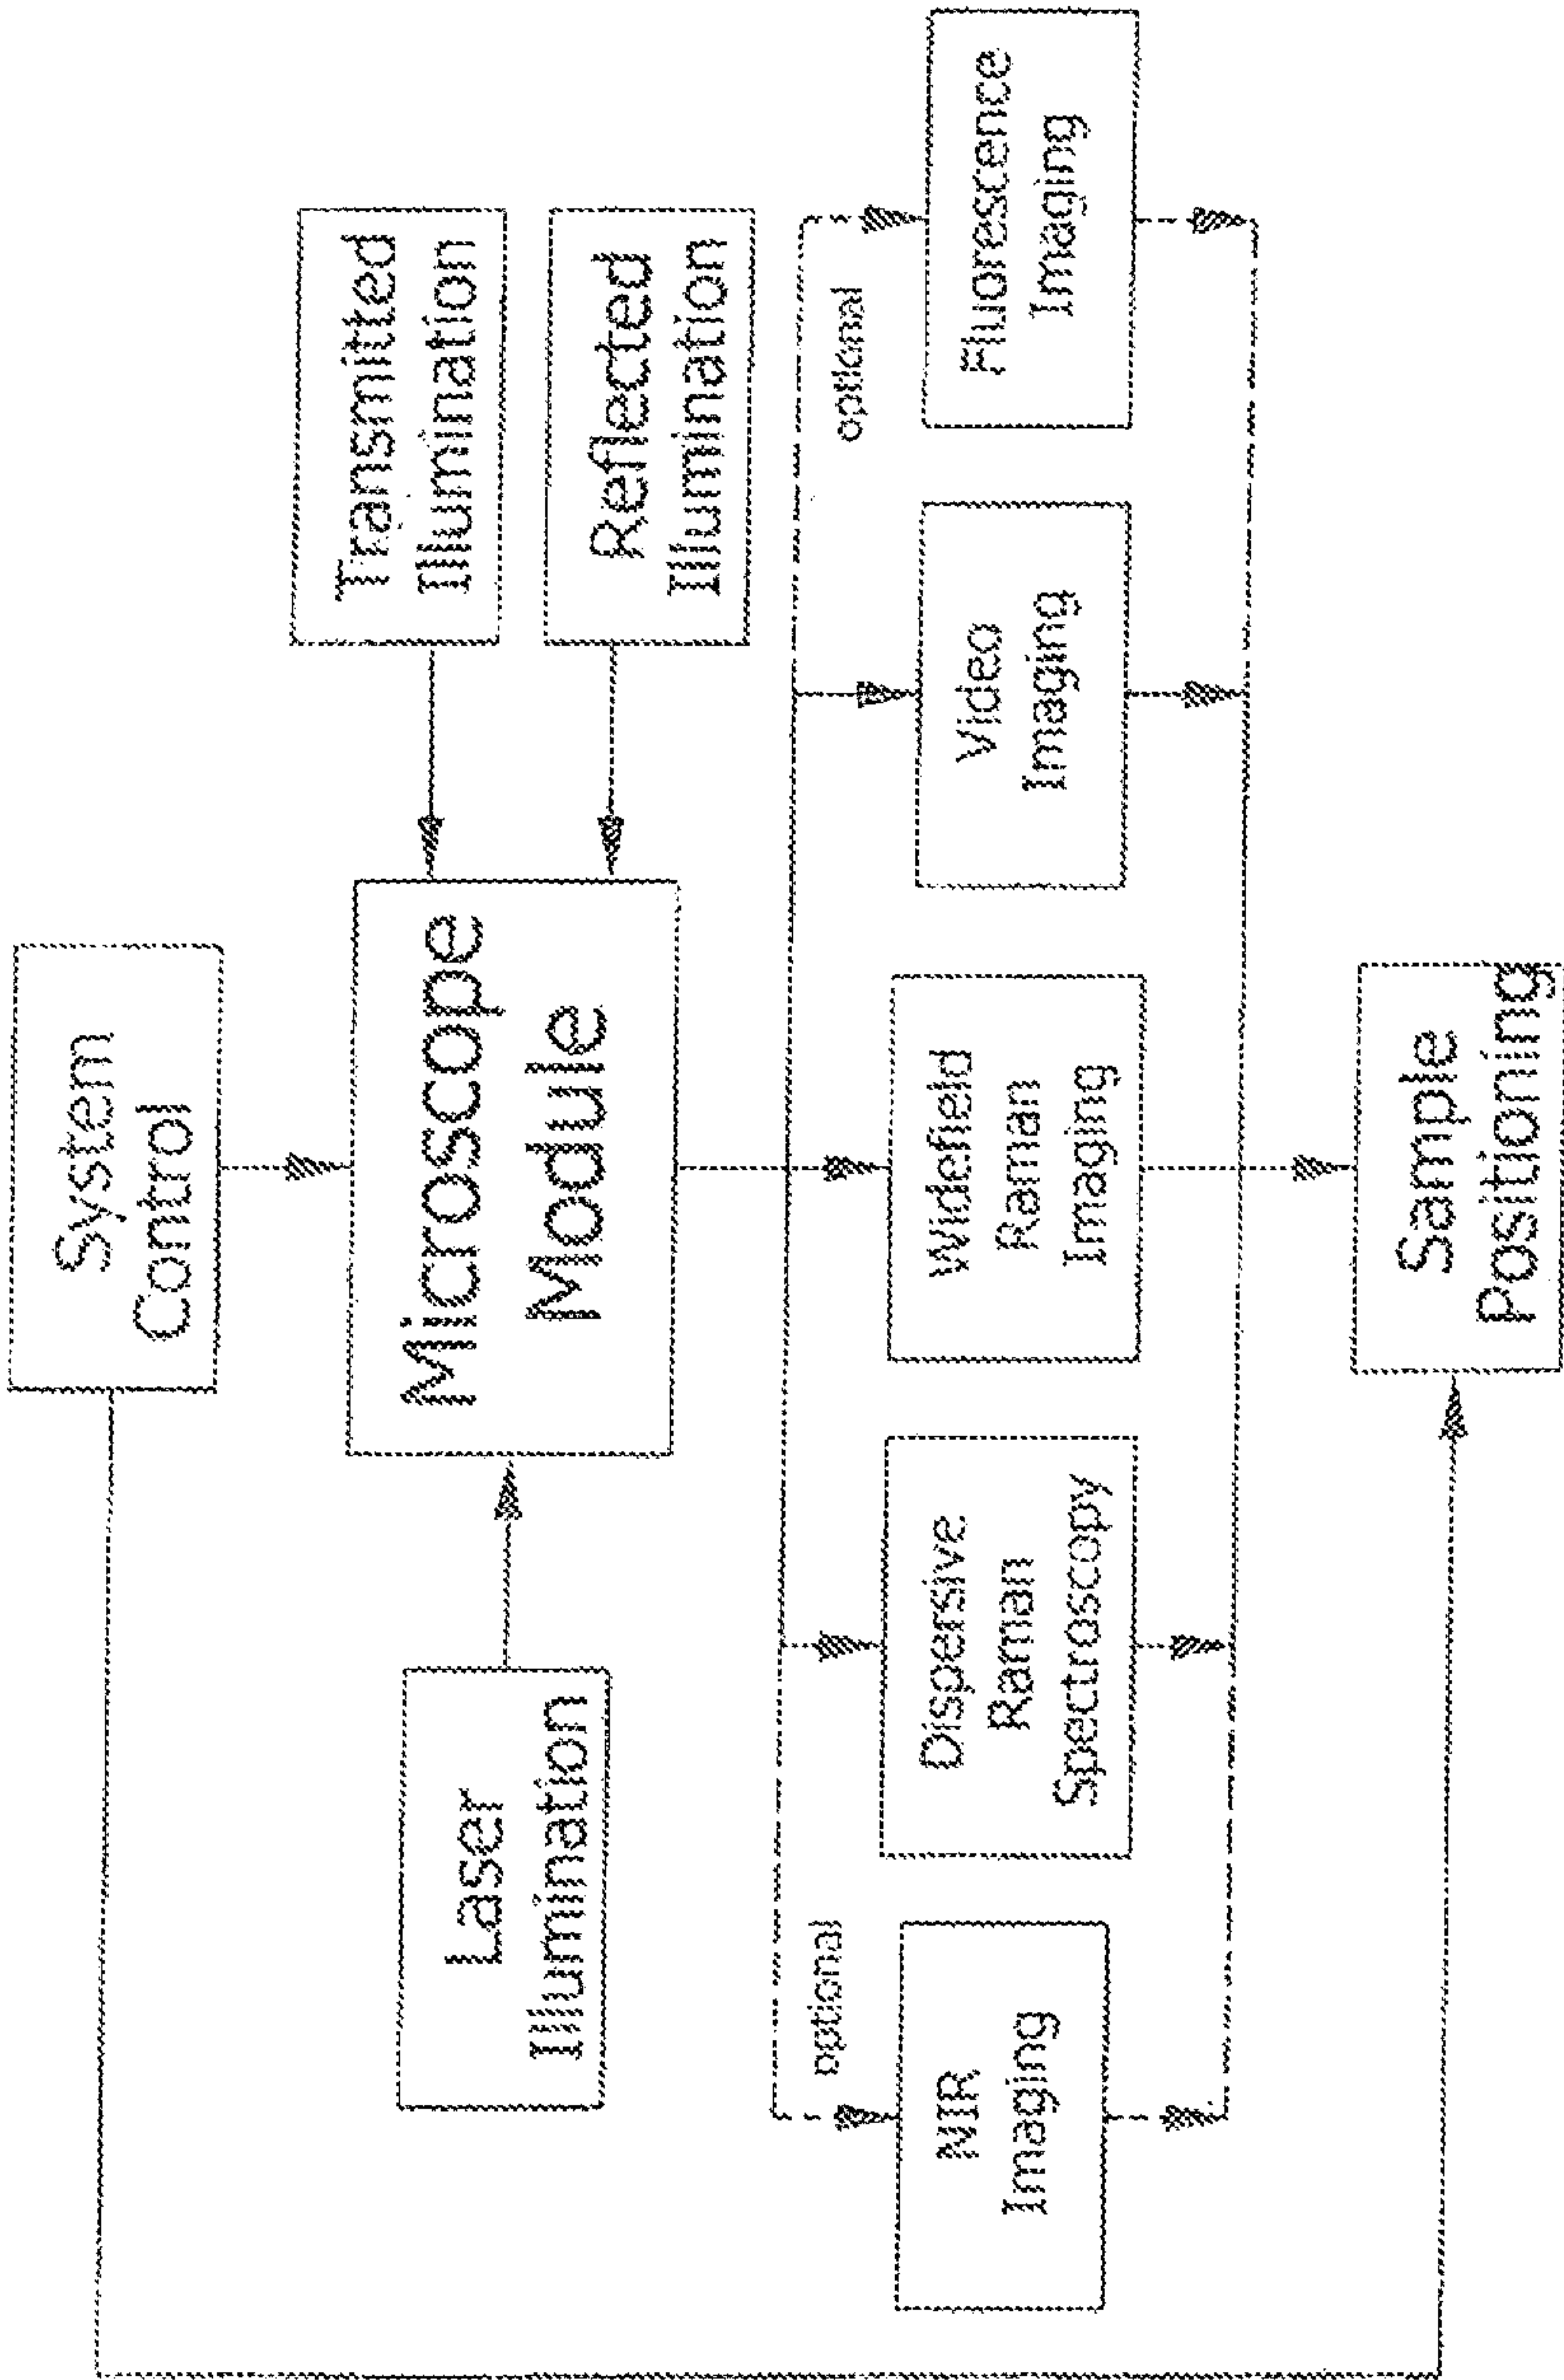 System
Control
Laser
Illumination
Microscope
Module
Transmitted
Illumination
Reflected
Illumination
optional
optional
NIR
Imaging
Dispersive
Raman
Spectroscopy
Widefield
Raman
Imaging
Video
Imaging
Fluorescence
Imaging
Sample
Positioning